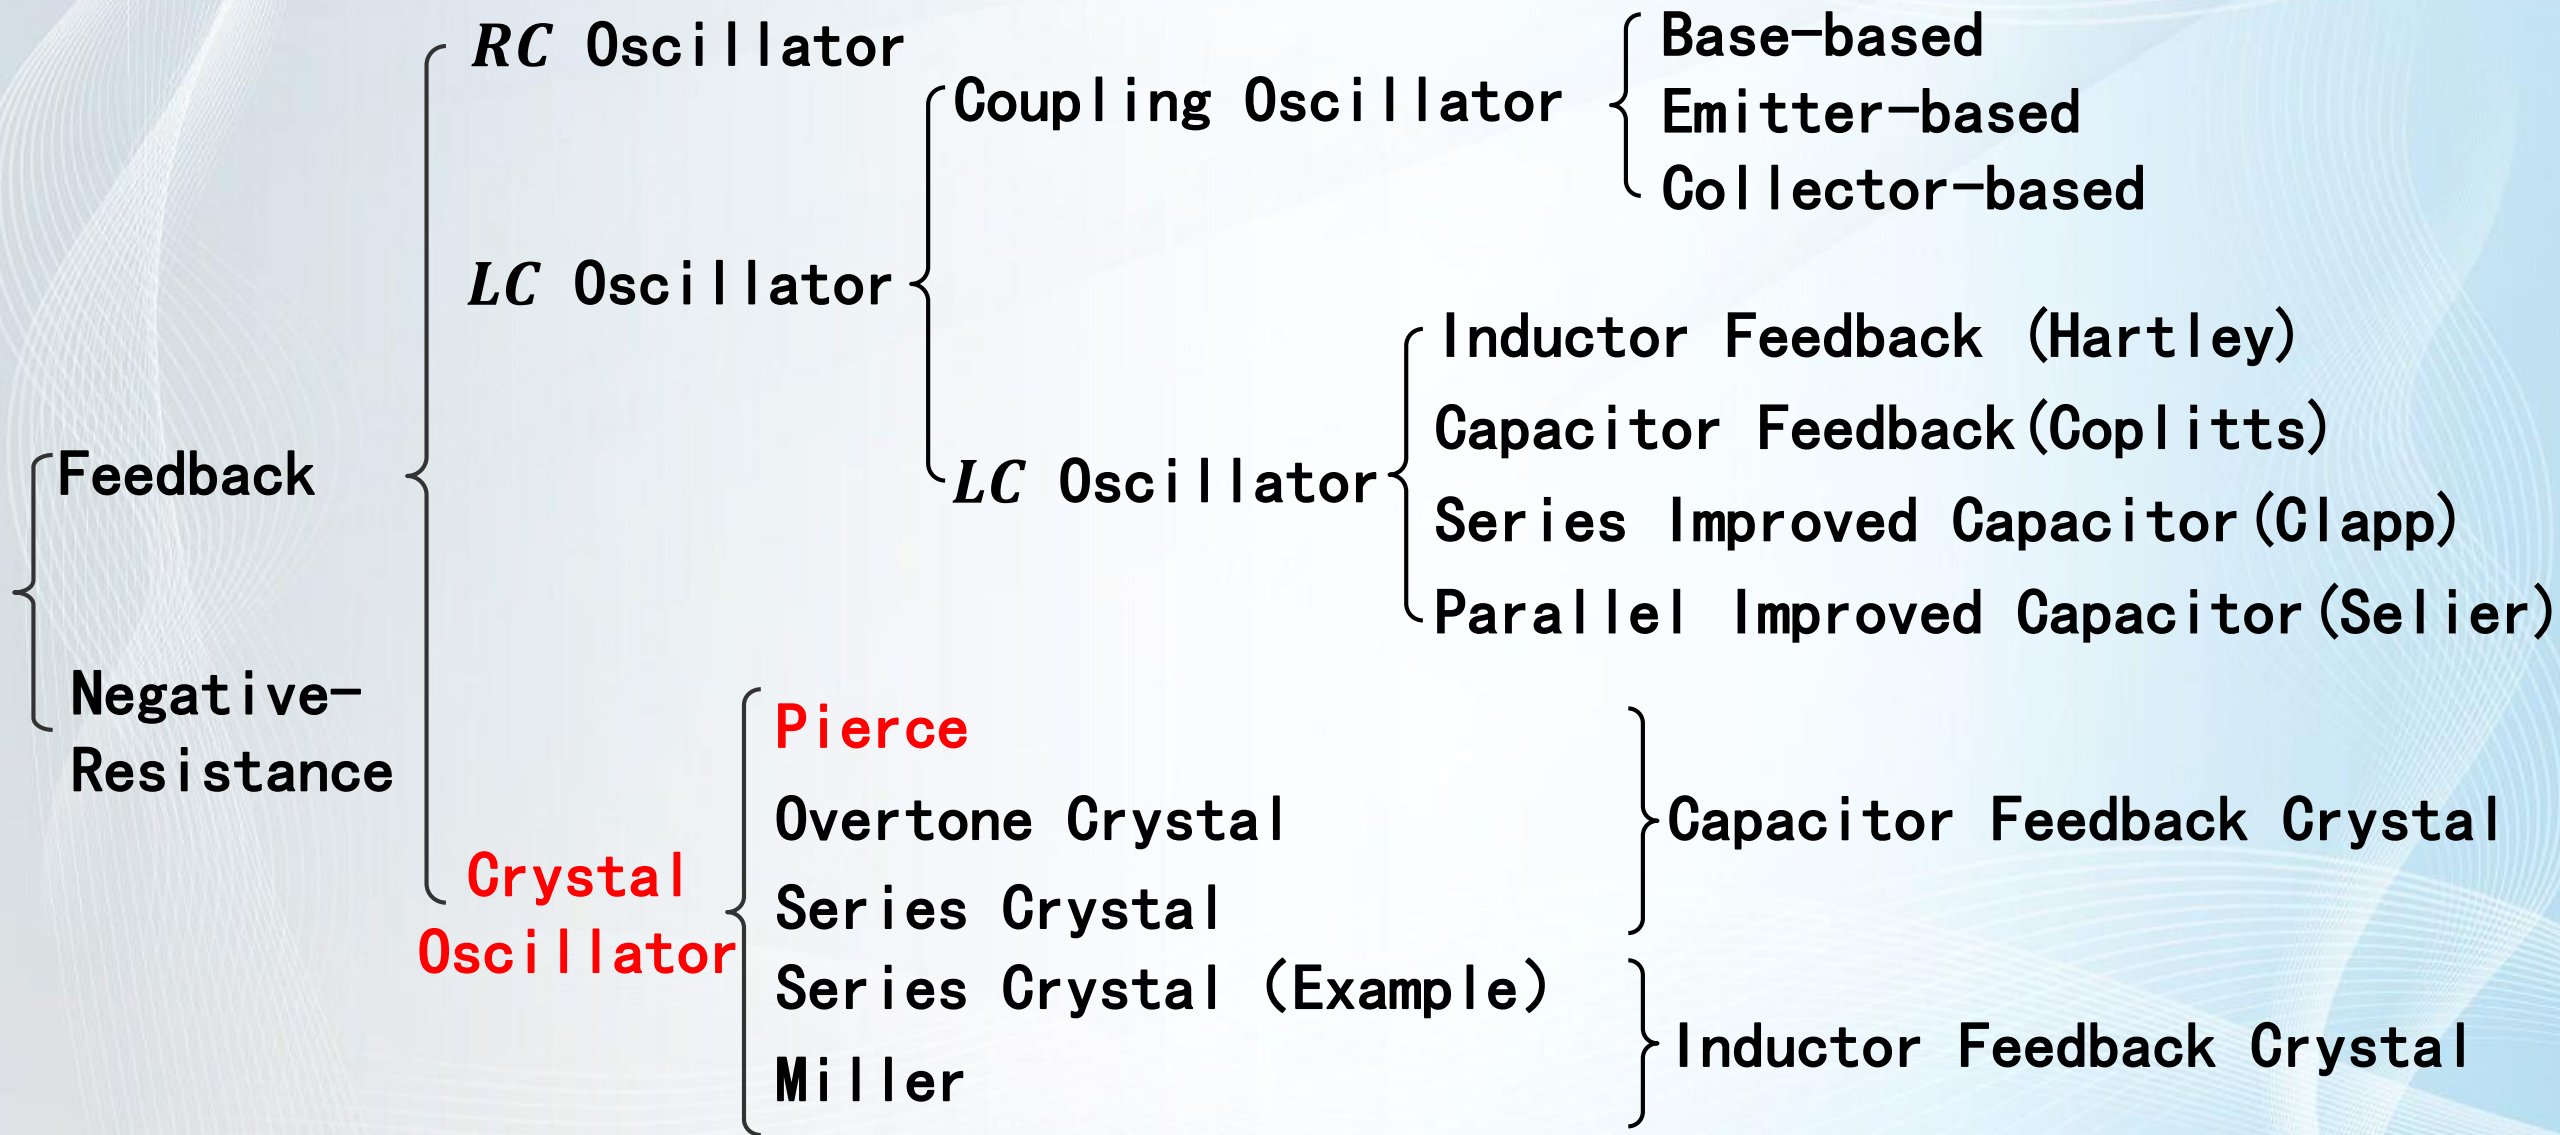 RC Oscillator
Coupling Oscillator
Base-based
Emitter-based
Collector-based
LC Oscillator
LC Oscillator
Inductor Feedback (Hartley)
Capacitor Feedback(Coplitts)
Series Improved Capacitor(Clapp)
Parallel Improved Capacitor(Selier)
Feedback
Negative-
Resistance
Crystal
Oscillator
Pierce
Overtone Crystal
Series Crystal
Series Crystal (Example)
Miller
Capacitor Feedback Crystal
Inductor Feedback Crystal